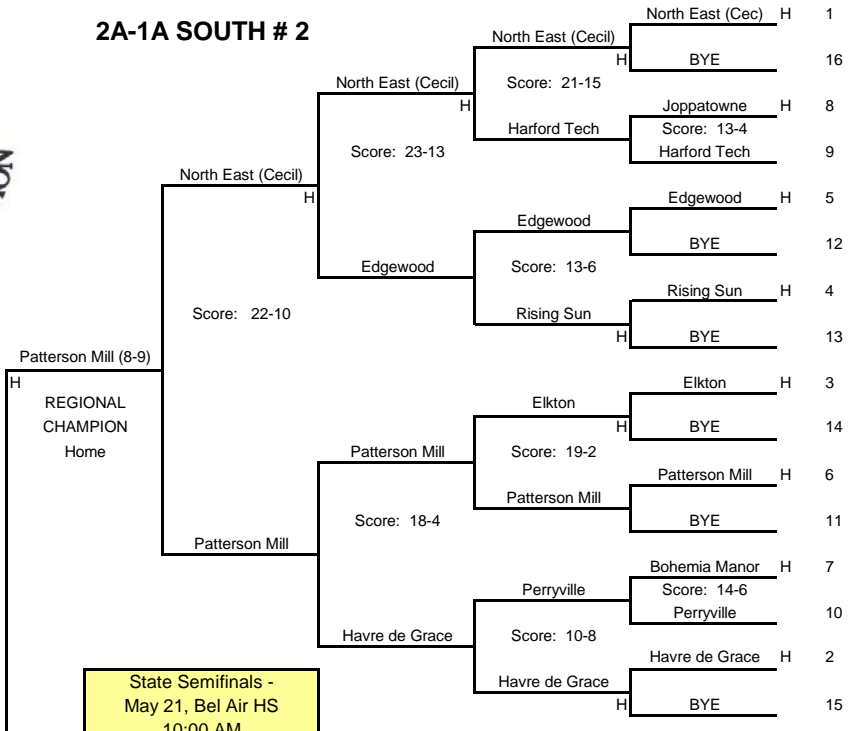 2A-1A SOUTH # 2
North East (Cec) H 1
BYE 16
North East (Cecil)
H
Score: 21-15
Joppatowne H 8
Score: 13-4
Harford Tech 9
Harford Tech
North East (Cecil)
H
Score: 23-13
Edgewood H 5
BYE 12
Edgewood
Score: 13-6
Rising Sun H 4
BYE 13
Rising Sun
H
Edgewood
North East (Cecil)
H
Score: 22-10
Patterson Mill (8-9)
H
REGIONAL
CHAMPION
Home
Elkton H 3
BYE 14
Elkton
H
Score: 19-2
Patterson Mill H 6
BYE 11
Patterson Mill
Patterson Mill
Score: 18-4
Patterson Mill
Bohemia Manor H 7
Score: 14-6
Perryville 10
Perryville
Score: 10-8
Havre de Grace H 2
BYE 15
Havre de Grace
H
Havre de Grace
State Semifinals -
May 21, Bel Air HS
10:00 AM